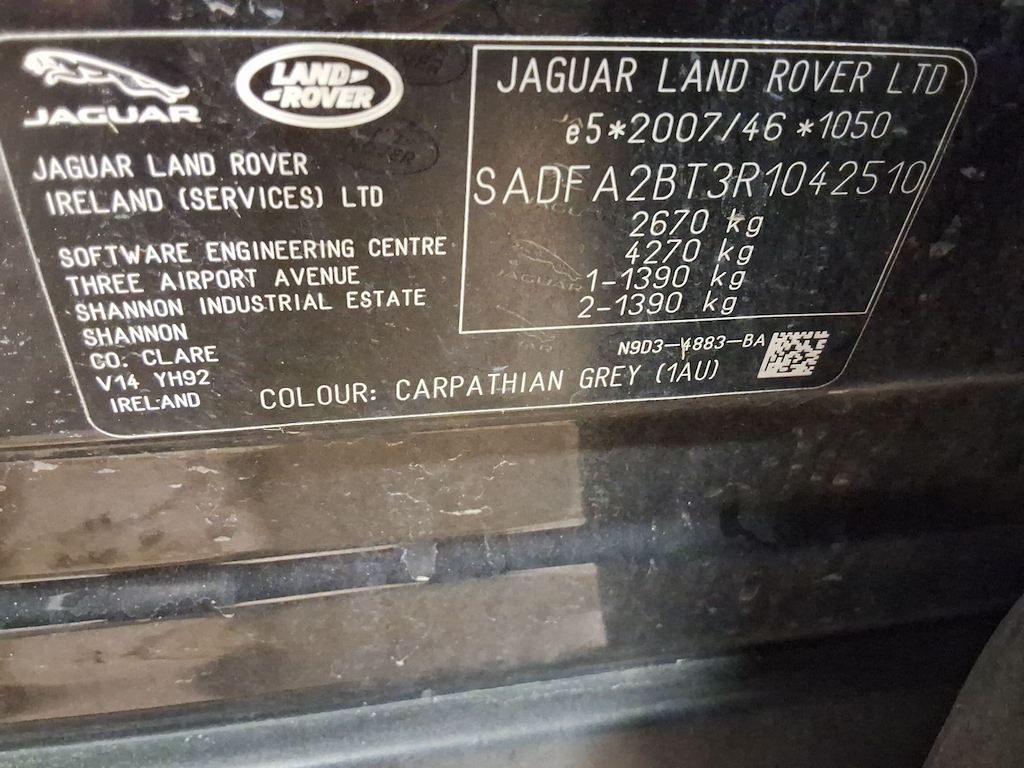 JAGUAR
LAND
ROVER
JAGUAR LAND ROVER
IRELAND (SERVICES) LTD
SOFTWARE ENGINEERING CENTRE
THREE AIRPORT AVENUE
SHANNON INDUSTRIAL ESTATE
SHANNON
CO. CLARE
V14 YH92
IRELAND
JAGUAR LAND ROVER LTD
e5*2007/46 *1050
SADFA2BT3R1042510
2670 kg
4270 kg
1-1390 kg
2-1390 kg
N9D3-4883-BA
COLOUR: CARPATHIAN GREY (1AU)